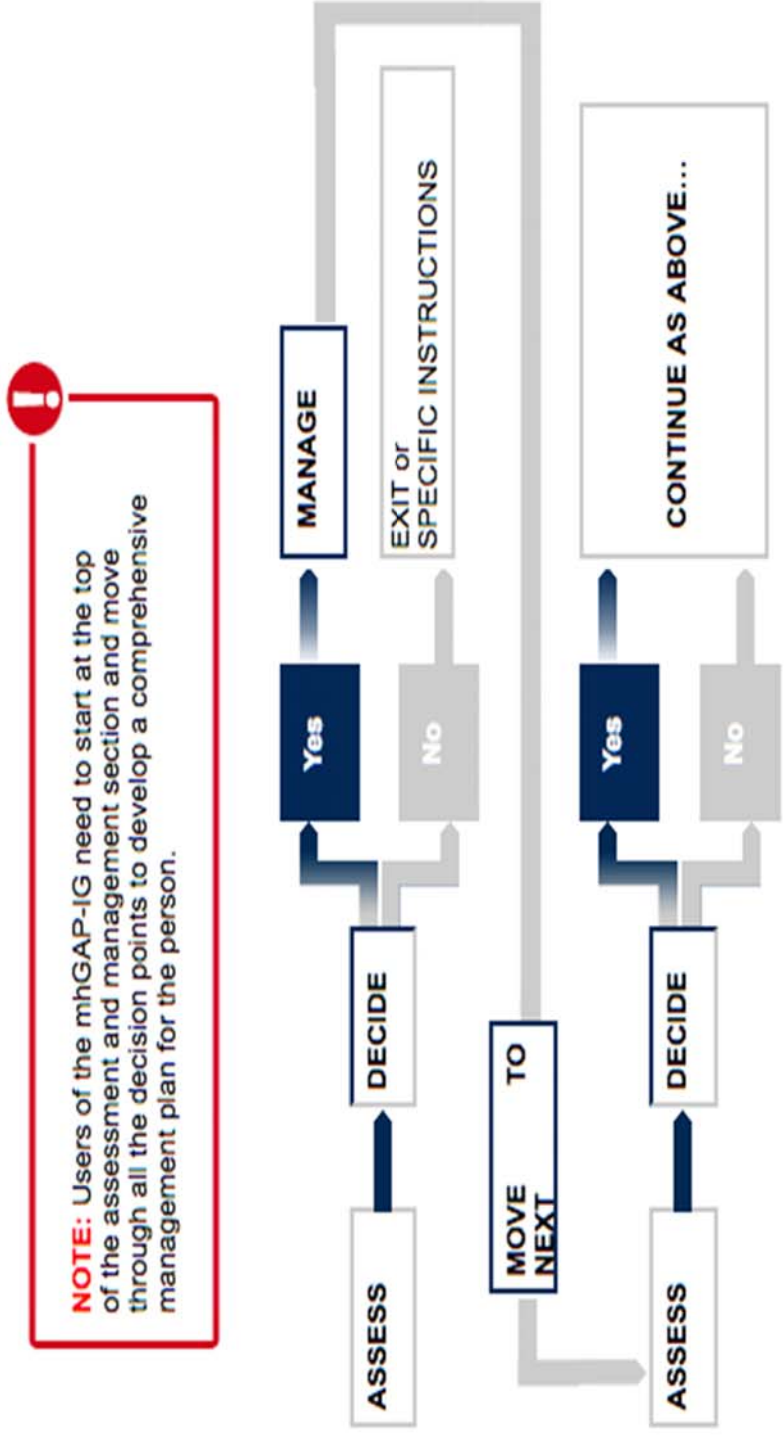 NOTE: Users of the mhGAP-IG need to start at the top
of the assessment and management section and move
through all the decision points to develop a comprehensive
management plan for the person.
!
ASSESS
DECIDE
Yes
MANAGE
No
EXIT or
SPECIFIC INSTRUCTIONS
MOVE TO
NEXT
ASSESS
DECIDE
Yes
No
CONTINUE AS ABOVE...